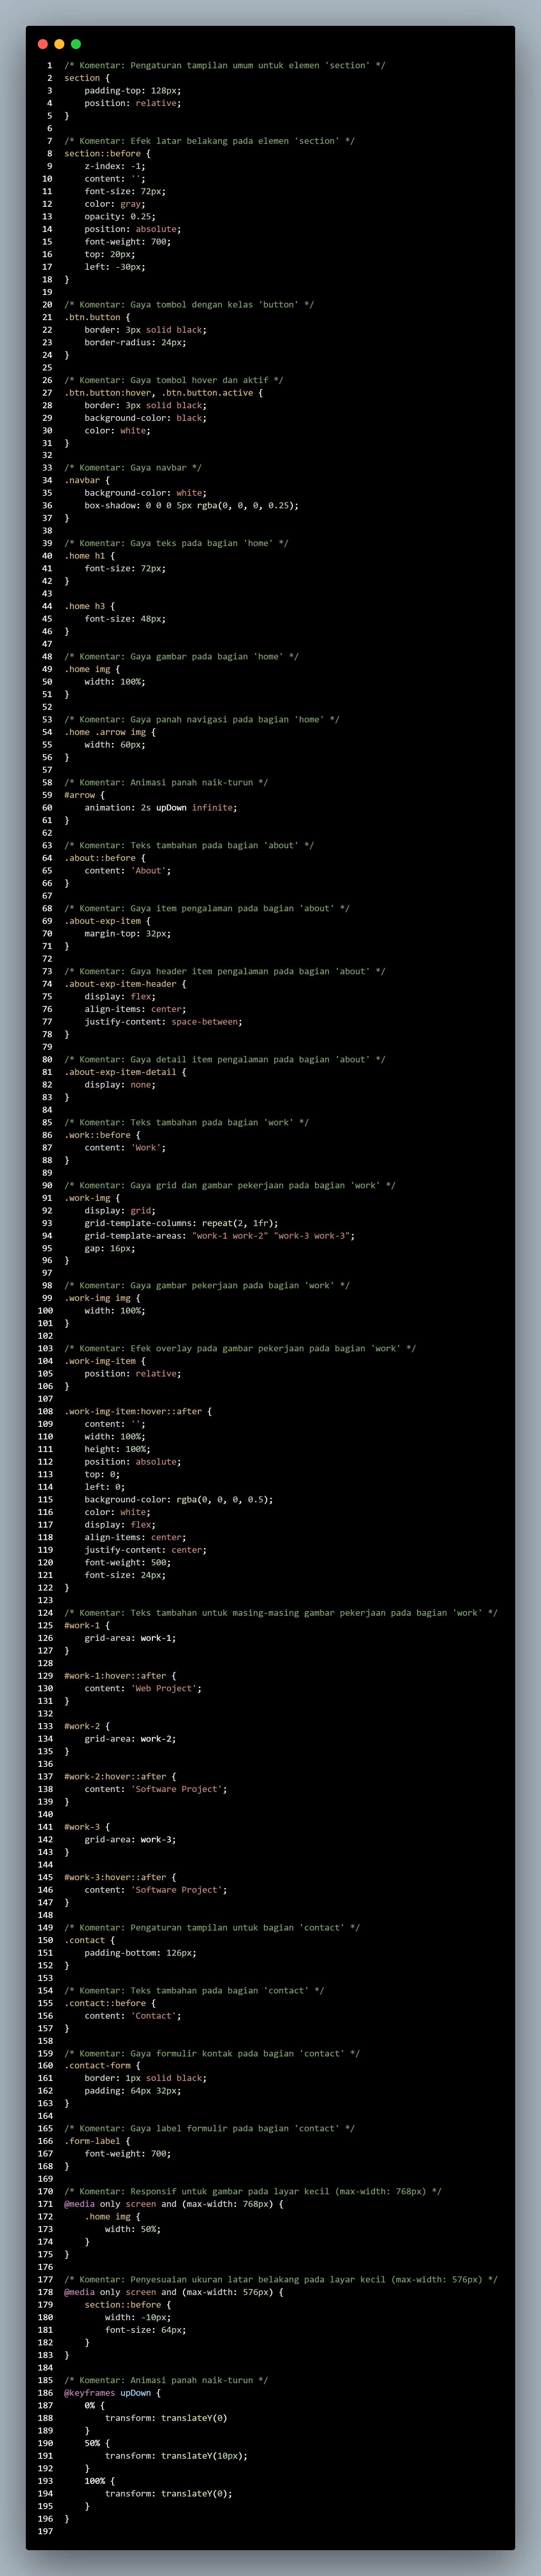 1 /* Komentar: Pengaturan tampilan umum untuk elemen 'section' */
2 section {
3     padding-top: 128px;
4     position: relative;
5 }
6
7 /* Komentar: Efek latar belakang pada elemen 'section' */
8 section::before {
9     z-index: -1;
10     content: '';
11     font-size: 72px;
12     color: gray;
13     opacity: 0.25;
14     position: absolute;
15     font-weight: 700;
16     top: 20px;
17     left: -30px;
18 }
19
20 /* Komentar: Gaya tombol dengan kelas 'button' */
21 .btn.button {
22     border: 3px solid black;
23     border-radius: 24px;
24 }
25
26 /* Komentar: Gaya tombol hover dan aktif */
27 .btn.button:hover, .btn.button.active {
28     border: 3px solid black;
29     background-color: black;
30     color: white;
31 }
32
33 /* Komentar: Gaya navbar */
34 .navbar {
35     background-color: white;
36     box-shadow: 0 0 0 5px rgba(0, 0, 0, 0.25);
37 }
38
39 /* Komentar: Gaya teks pada bagian 'home' */
40 .home h1 {
41     font-size: 72px;
42 }
43
44 .home h3 {
45     font-size: 48px;
46 }
47
48 /* Komentar: Gaya gambar pada bagian 'home' */
49 .home img {
50     width: 100%;
51 }
52
53 /* Komentar: Gaya panah navigasi pada bagian 'home' */
54 .home .arrow img {
55     width: 60px;
56 }
57
58 /* Komentar: Animasi panah naik-turun */
59 #arrow {
60     animation: 2s upDown infinite;
61 }
62
63 /* Komentar: Teks tambahan pada bagian 'about' */
64 .about::before {
65     content: 'About';
66 }
67
68 /* Komentar: Gaya item pengalaman pada bagian 'about' */
69 .about-exp-item {
70     margin-top: 32px;
71 }
72
73 /* Komentar: Gaya header item pengalaman pada bagian 'about' */
74 .about-exp-item-header {
75     display: flex;
76     align-items: center;
77     justify-content: space-between;
78 }
79
80 /* Komentar: Gaya detail item pengalaman pada bagian 'about' */
81 .about-exp-item-detail {
82     display: none;
83 }
84
85 /* Komentar: Teks tambahan pada bagian 'work' */
86 .work::before {
87     content: 'Work';
88 }
89
90 /* Komentar: Gaya grid dan gambar pekerjaan pada bagian 'work' */
91 .work-img {
92     display: grid;
93     grid-template-columns: repeat(2, 1fr);
94     grid-template-areas: "work-1 work-2" "work-3 work-3";
95     gap: 16px;
96 }
97
98 /* Komentar: Gaya gambar pekerjaan pada bagian 'work' */
99 .work-img img {
100     width: 100%;
101 }
102
103 /* Komentar: Efek overlay pada gambar pekerjaan pada bagian 'work' */
104 .work-img-item {
105     position: relative;
106 }
107
108 .work-img-item:hover::after {
109     content: '';
110     width: 100%;
111     height: 100%;
112     position: absolute;
113     top: 0;
114     left: 0;
115     background-color: rgba(0, 0, 0, 0.5);
116     color: white;
117     display: flex;
118     align-items: center;
119     justify-content: center;
120     font-weight: 500;
121     font-size: 24px;
122 }
123
124 /* Komentar: Teks tambahan untuk masing-masing gambar pekerjaan pada bagian 'work' */
125 #work-1 {
126     grid-area: work-1;
127 }
128
129 #work-1:hover::after {
130     content: 'Web Project';
131 }
132
133 #work-2 {
134     grid-area: work-2;
135 }
136
137 #work-2:hover::after {
138     content: 'Software Project';
139 }
140
141 #work-3 {
142     grid-area: work-3;
143 }
144
145 #work-3:hover::after {
146     content: 'Software Project';
147 }
148
149 /* Komentar: Pengaturan tampilan untuk bagian 'contact' */
150 .contact {
151     padding-bottom: 126px;
152 }
153
154 /* Komentar: Teks tambahan pada bagian 'contact' */
155 .contact::before {
156     content: 'Contact';
157 }
158
159 /* Komentar: Gaya formulir kontak pada bagian 'contact' */
160 .contact-form {
161     border: 1px solid black;
162     padding: 64px 32px;
163 }
164
165 /* Komentar: Gaya label formulir pada bagian 'contact' */
166 .form-label {
167     font-weight: 700;
168 }
169
170 /* Komentar: Responsif untuk gambar pada layar kecil (max-width: 768px) */
171 @media only screen and (max-width: 768px) {
172     .home img {
173         width: 50%;
174     }
175 }
176
177 /* Komentar: Penyesuaian ukuran latar belakang pada layar kecil (max-width: 576px) */
178 @media only screen and (max-width: 576px) {
179     section::before {
180         width: -10px;
181         font-size: 64px;
182     }
183 }
184
185 /* Komentar: Animasi panah naik-turun */
186 @keyframes upDown {
187     0% {
188         transform: translateY(0)
189     }
190     50% {
191         transform: translateY(10px);
192     }
193     100% {
194         transform: translateY(0);
195     }
196 }
197